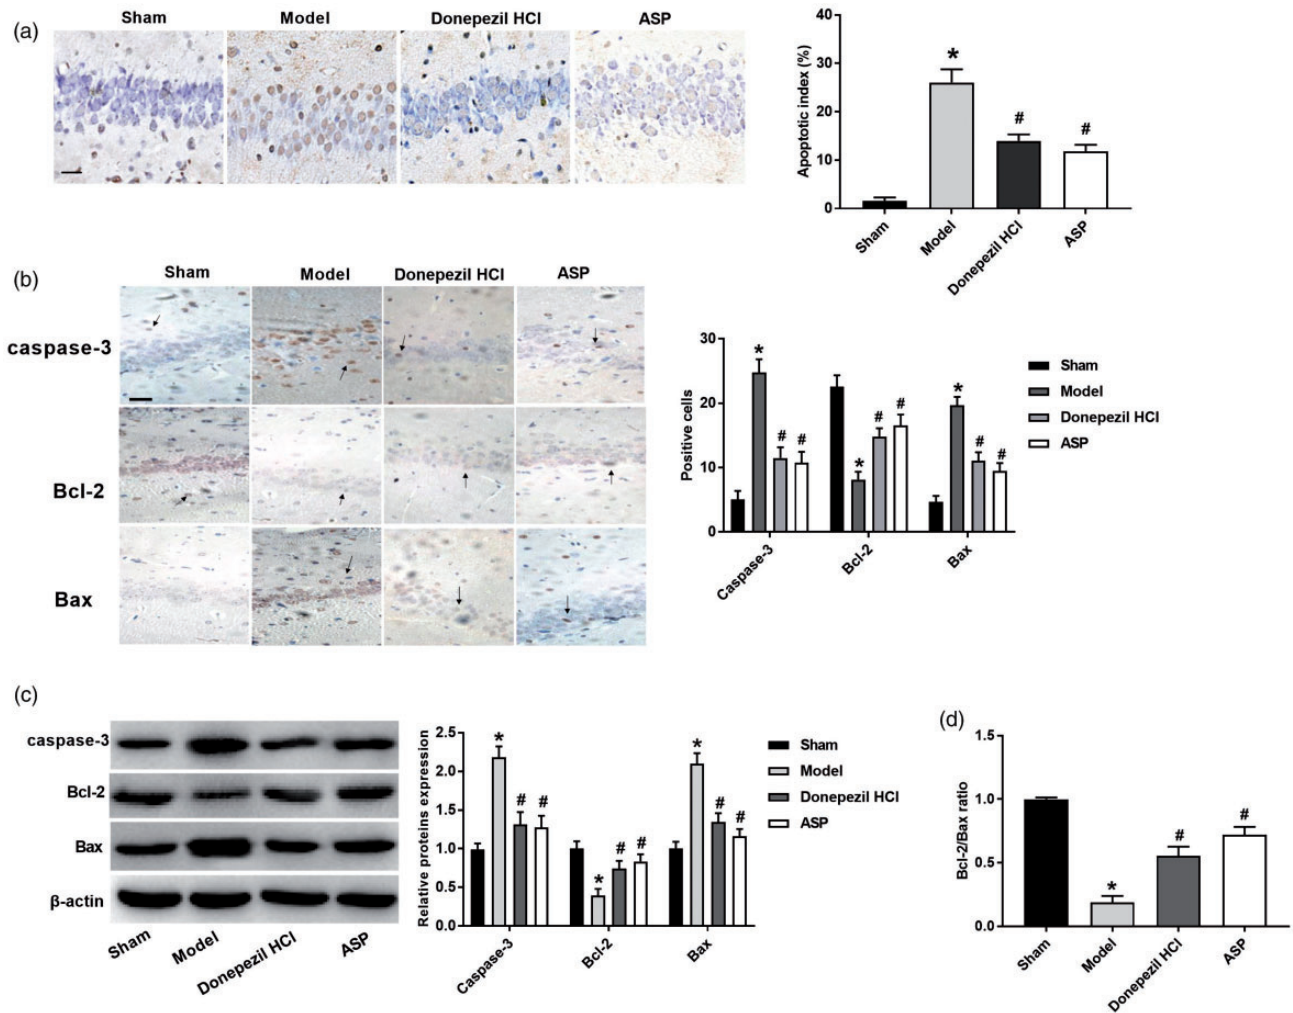 (a)
Sham Model Donepezil HCl ASP
Apoptotic index (%)
40
30
20
10
0
*
#
#
Sham Model Donepezil HCl ASP
(b)
Sham Model Donepezil HCl ASP
caspase-3
Bcl-2
Bax
Positive cells
30
20
10
0
* # #
* # #
* # #
Caspase-3 Bcl-2 Bax
Sham
Model
Donepezil HCl
ASP
(c)
caspase-3
Bcl-2
Bax
β-actin
Sham Model Donepezil HCl ASP
Relative proteins expression
2.5
2.0
1.5
1.0
0.5
0.0
* # #
* # #
* # #
Caspase-3 Bcl-2 Bax
Sham
Model
Donepezil HCl
ASP
(d)
Bcl-2/Bax ratio
1.5
1.0
0.5
0.0
*
#
#
Sham Model Donepezil HCl ASP